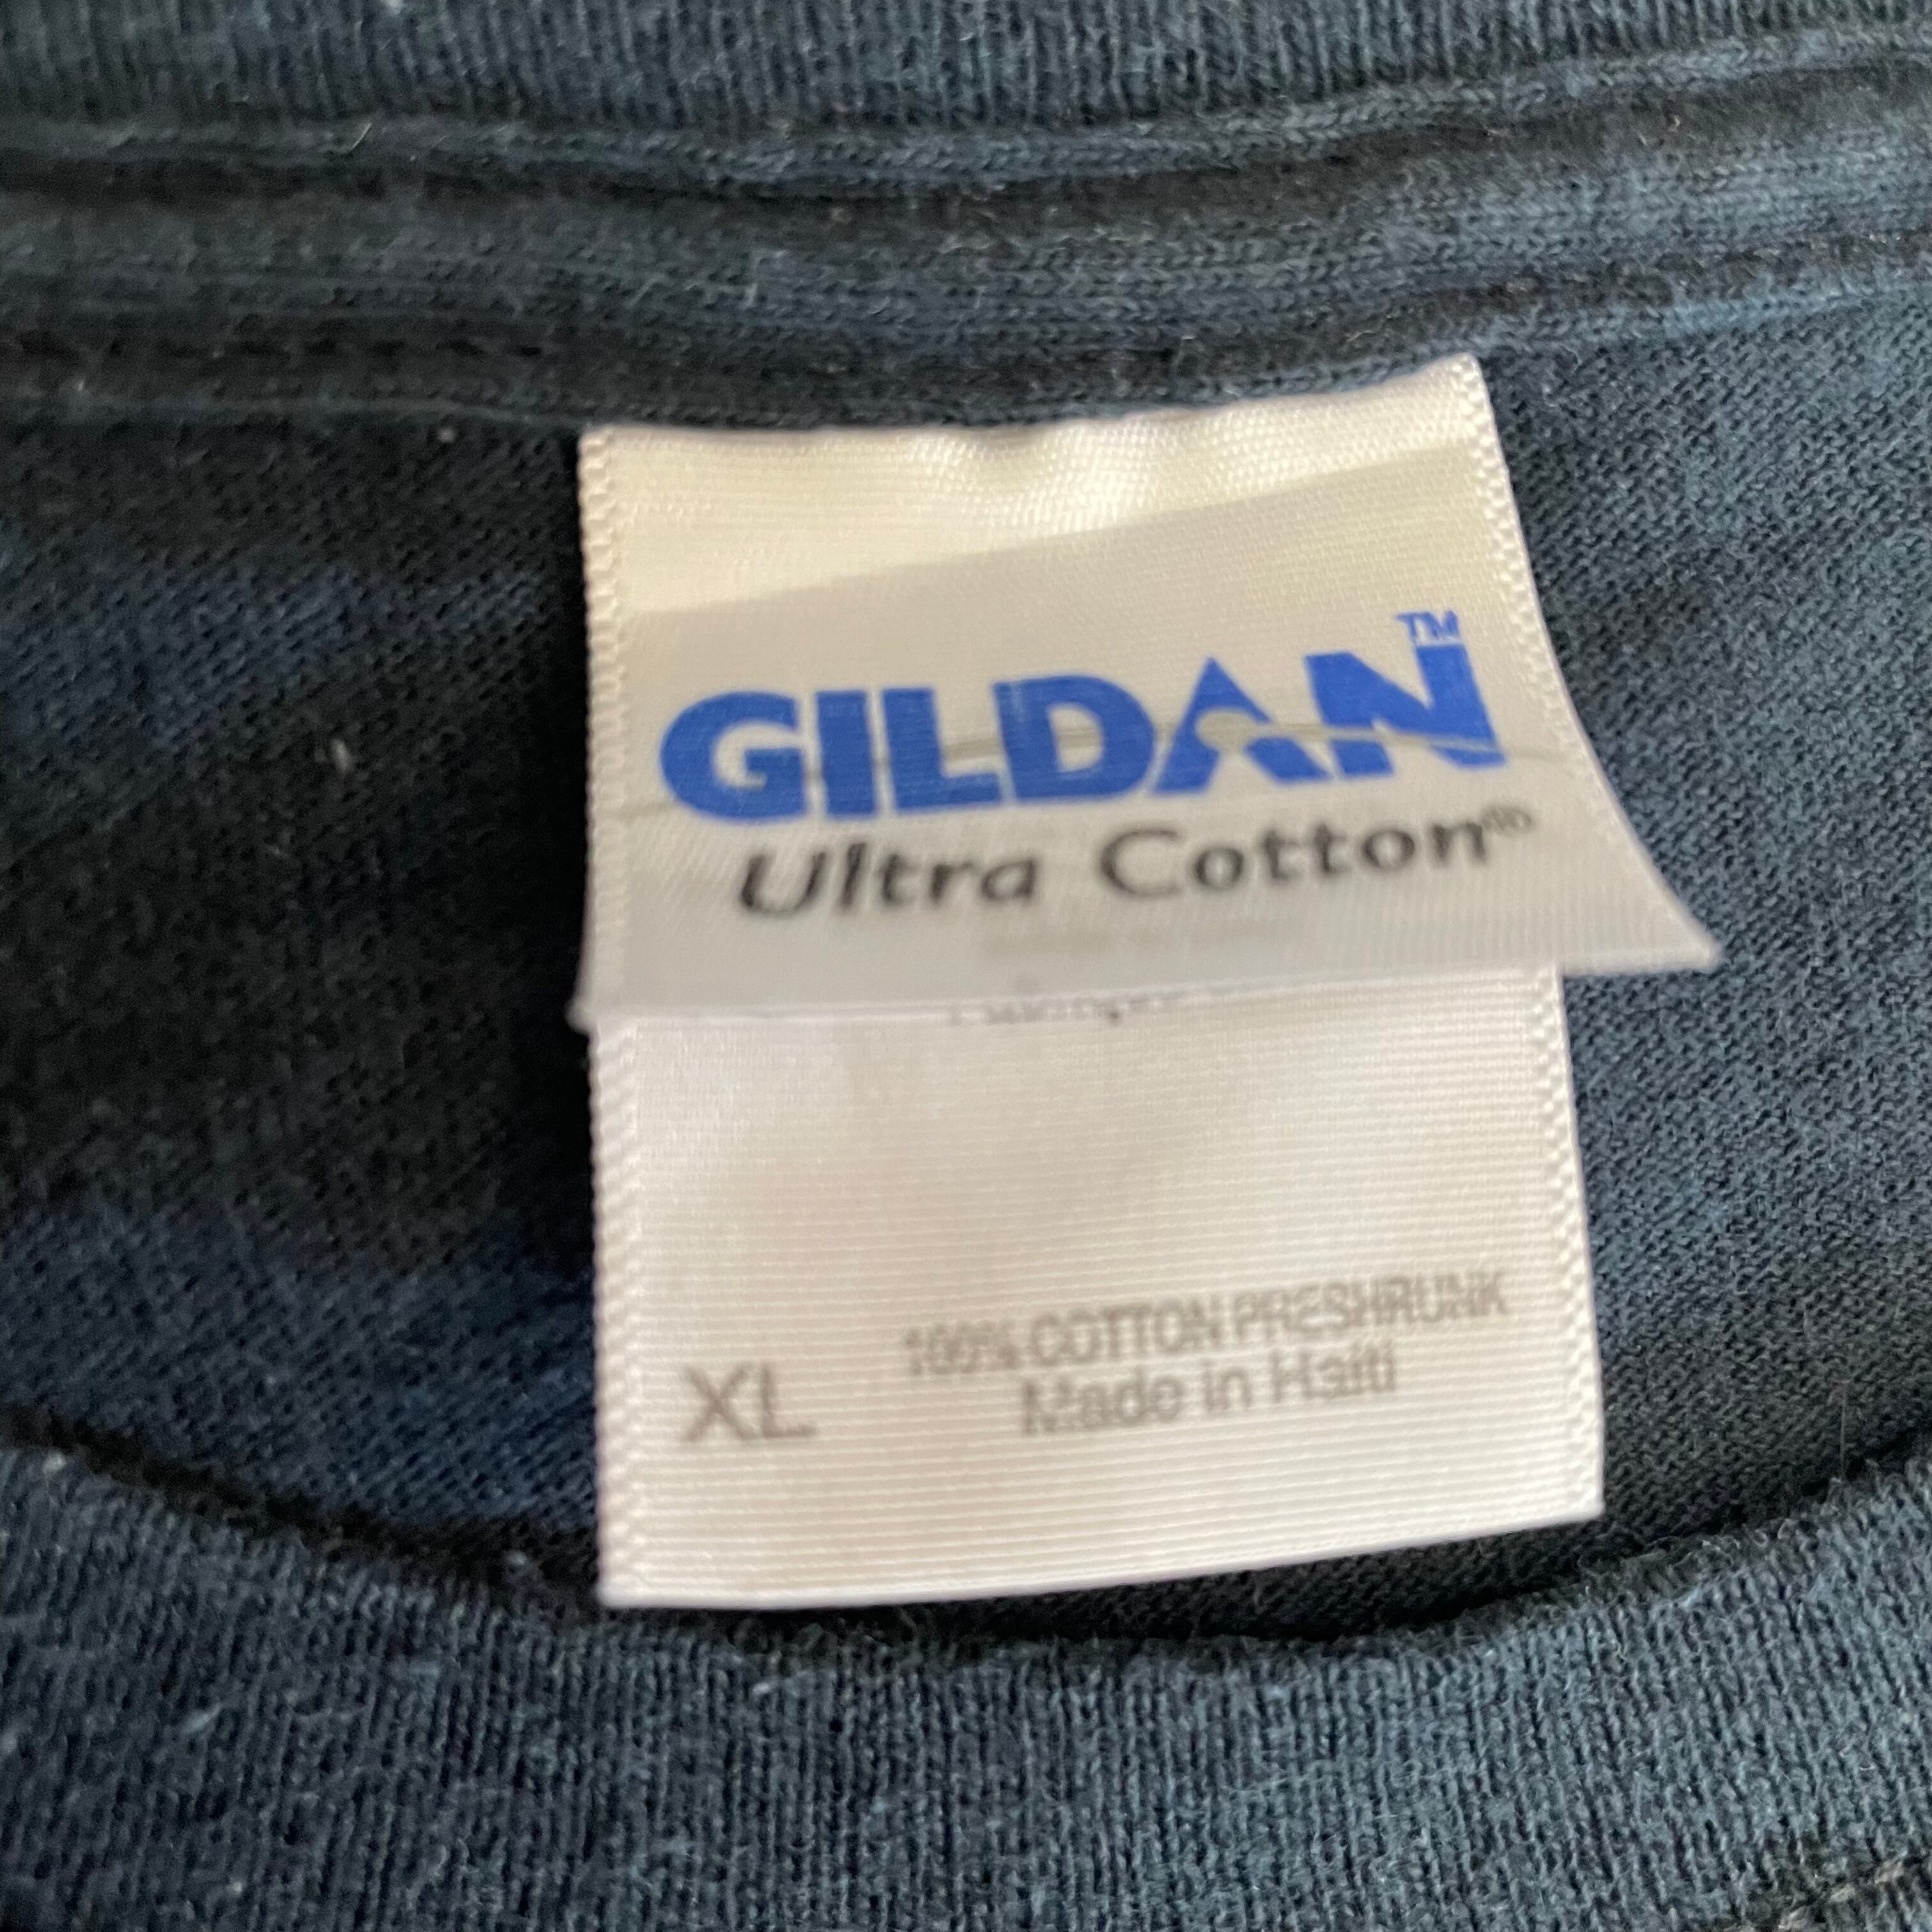 GILDAN™
Ultra Cotton®
100% COTTON PRESHRUNK
XL Made in Haiti